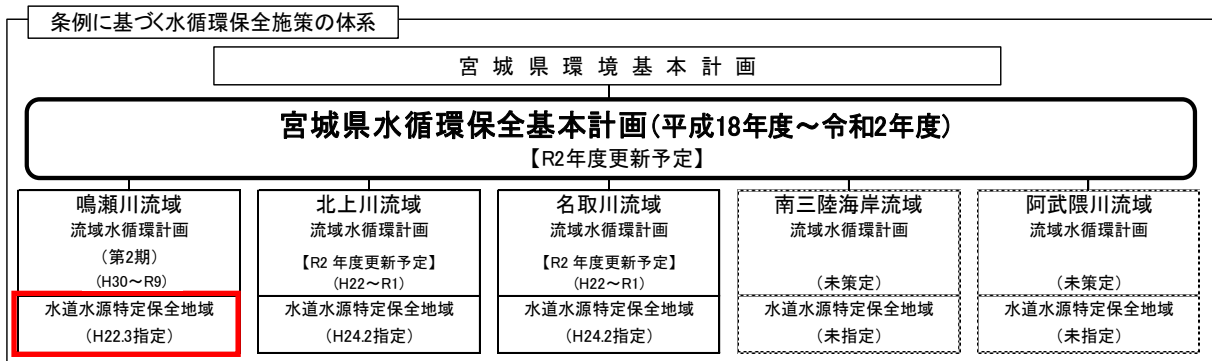 条例に基づく水循環保全施策の体系
宮城県環境基本計画
宮城県水循環保全基本計画(平成18年度～令和2年度)
【R2年度更新予定】
鳴瀬川流域
流域水循環計画
(第2期)
(H30～R9)
水道水源特定保全地域
(H22.3指定)
北上川流域
流域水循環計画
【R2 年度更新予定】
(H22～R1)
水道水源特定保全地域
(H24.2指定)
名取川流域
流域水循環計画
【R2 年度更新予定】
(H22～R1)
水道水源特定保全地域
(H24.2指定)
南三陸海岸流域
流域水循環計画
(未策定)
水道水源特定保全地域
(未指定)
阿武隈川流域
流域水循環計画
(未策定)
水道水源特定保全地域
(未指定)